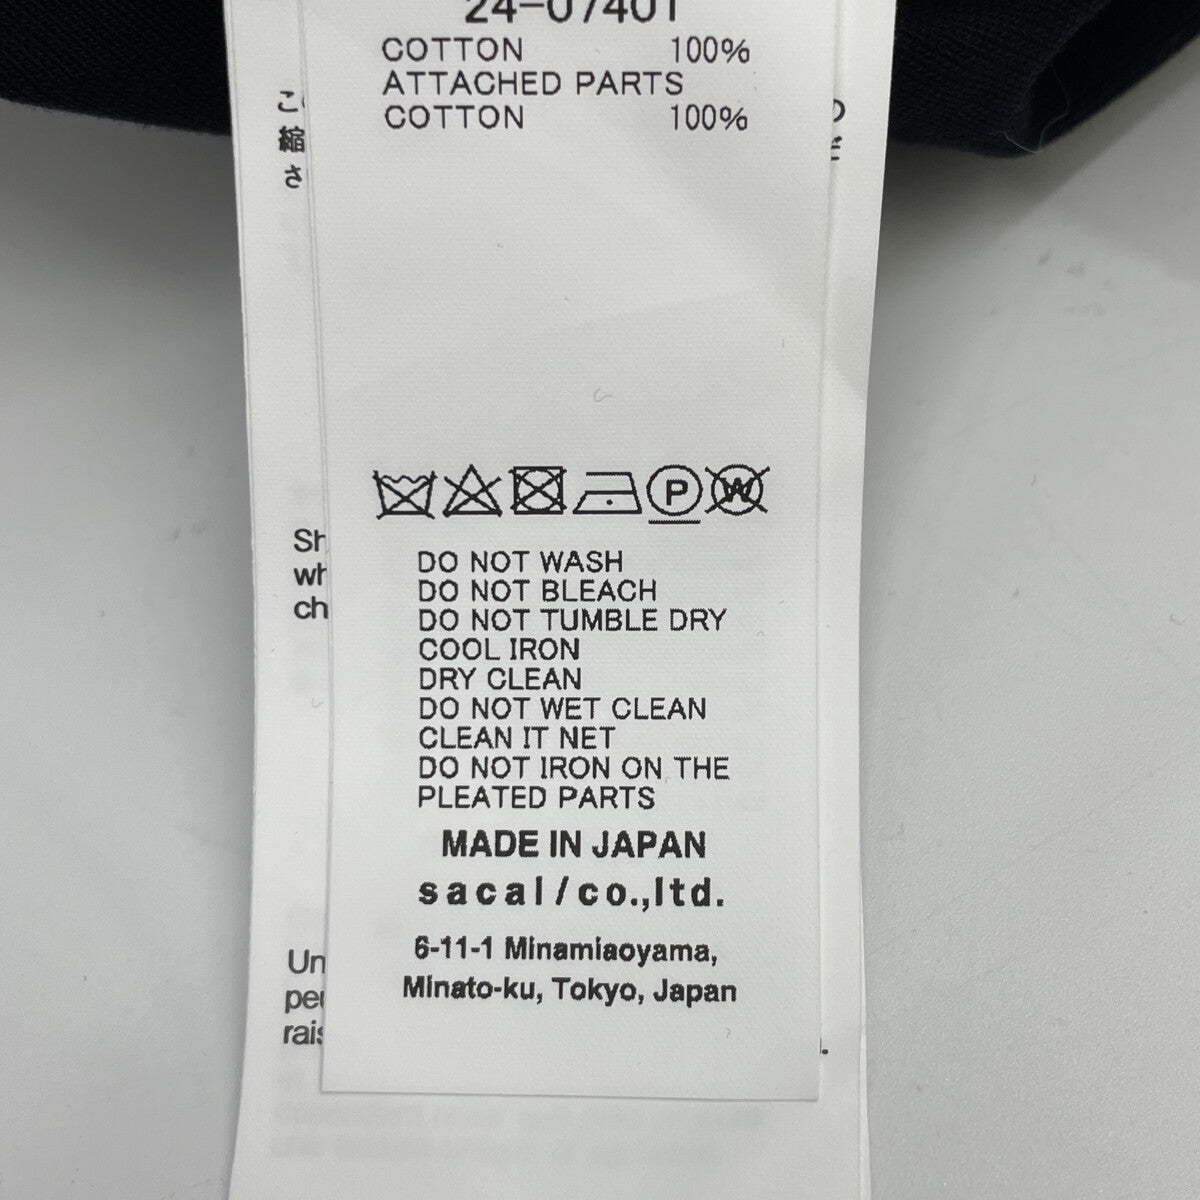 24-07401
COTTON 100%
ATTACHED PARTS
COTTON 100%
縮
さ
P W
DO NOT WASH
DO NOT BLEACH
DO NOT TUMBLE DRY
COOL IRON
DRY CLEAN
DO NOT WET CLEAN
CLEAN IT NET
DO NOT IRON ON THE
PLEATED PARTS
MADE IN JAPAN
sacai/co.,ltd.
6-11-1 Minamiaoyama,
Minato-ku, Tokyo, Japan